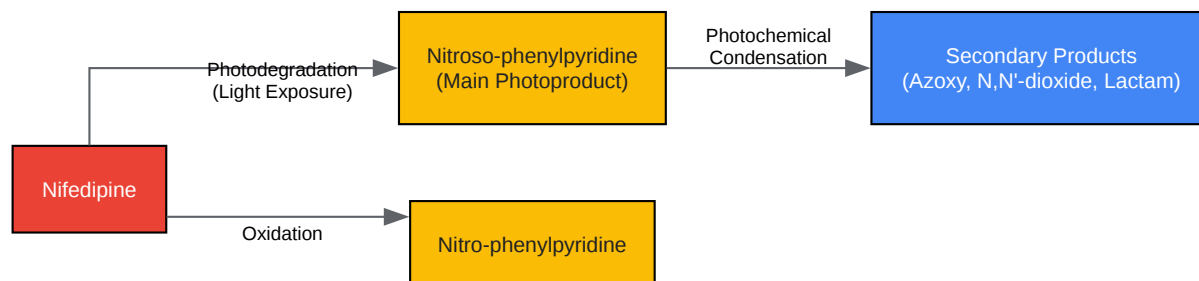 Photodegradation
(Light Exposure)
Nitroso-phenylpyridine
(Main Photoproduct)
Photochemical
Condensation
Secondary Products
(Azoxy, N,N'-dioxide, Lactam)
Nifedipine
Oxidation
Nitro-phenylpyridine